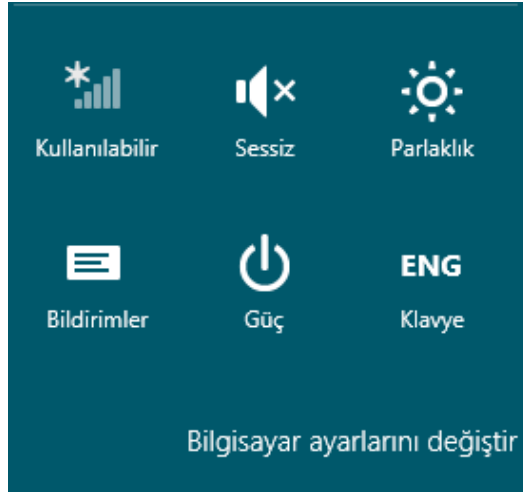 Kullanılabilir
Sessiz
Parlaklık
ENG
Bildirimler
Güç
Klavye
Bilgisayar ayarlarını değiştir